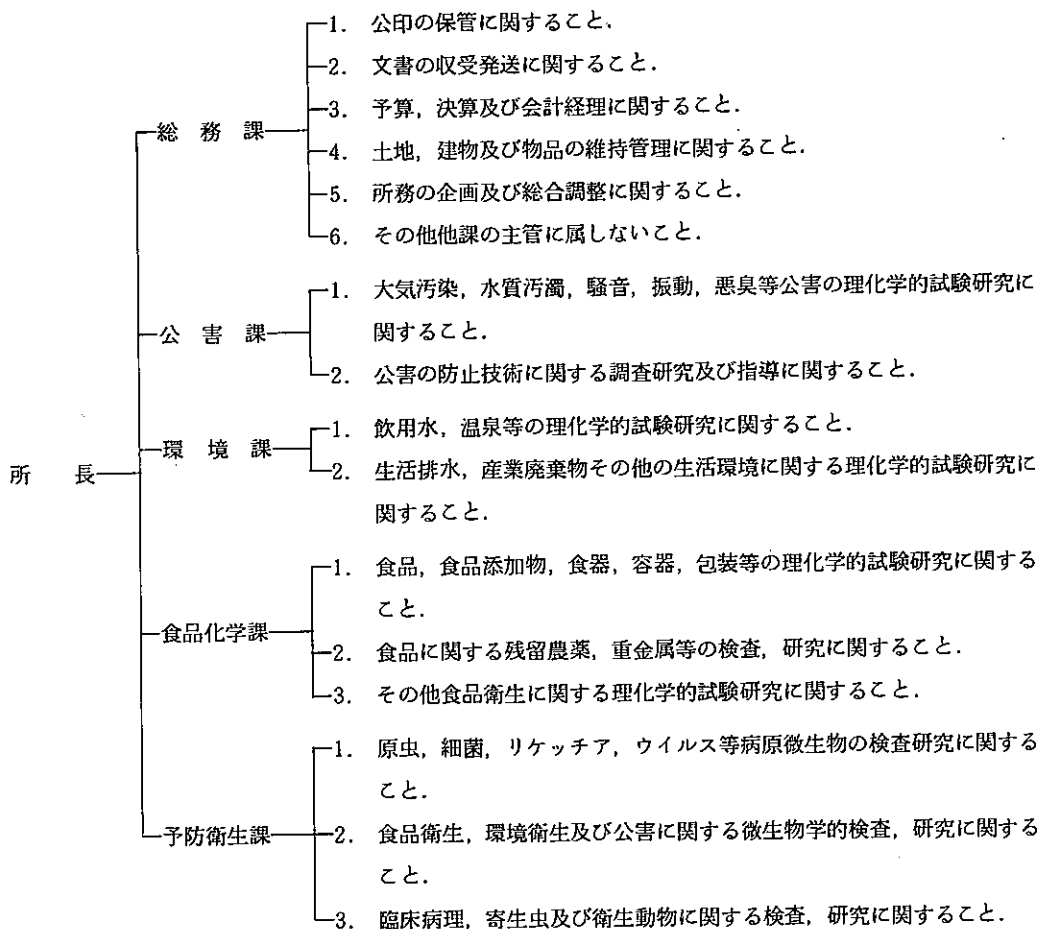 所長
総務課
1. 公印の保管に関すること.
2. 文書の収受発送に関すること.
3. 予算, 決算及び会計経理に関すること.
4. 土地, 建物及び物品の維持管理に関すること.
5. 所務の企画及び総合調整に関すること.
6. その他他課の主管に属しないこと.
公害課
1. 大気汚染, 水質汚濁, 騒音, 振動, 悪臭等公害の理化学的試験研究に
関すること.
2. 公害の防止技術に関する調査研究及び指導に関すること.
環境課
1. 飲用水, 温泉等の理化学的試験研究に関すること.
2. 生活排水, 産業廃棄物その他の生活環境に関する理化学的試験研究に
関すること.
食品化学課
1. 食品, 食品添加物, 食器, 容器, 包装等の理化学的試験研究に関する
こと.
2. 食品に関する残留農薬, 重金属等の検査, 研究に関すること.
3. その他食品衛生に関する理化学的試験研究に関すること.
予防衛生課
1. 原虫, 細菌, リケッチア, ウイルス等病原微生物の検査研究に関する
こと.
2. 食品衛生, 環境衛生及び公害に関する微生物学的検査, 研究に関する
こと.
3. 臨床病理, 寄生虫及び衛生動物に関する検査, 研究に関すること.